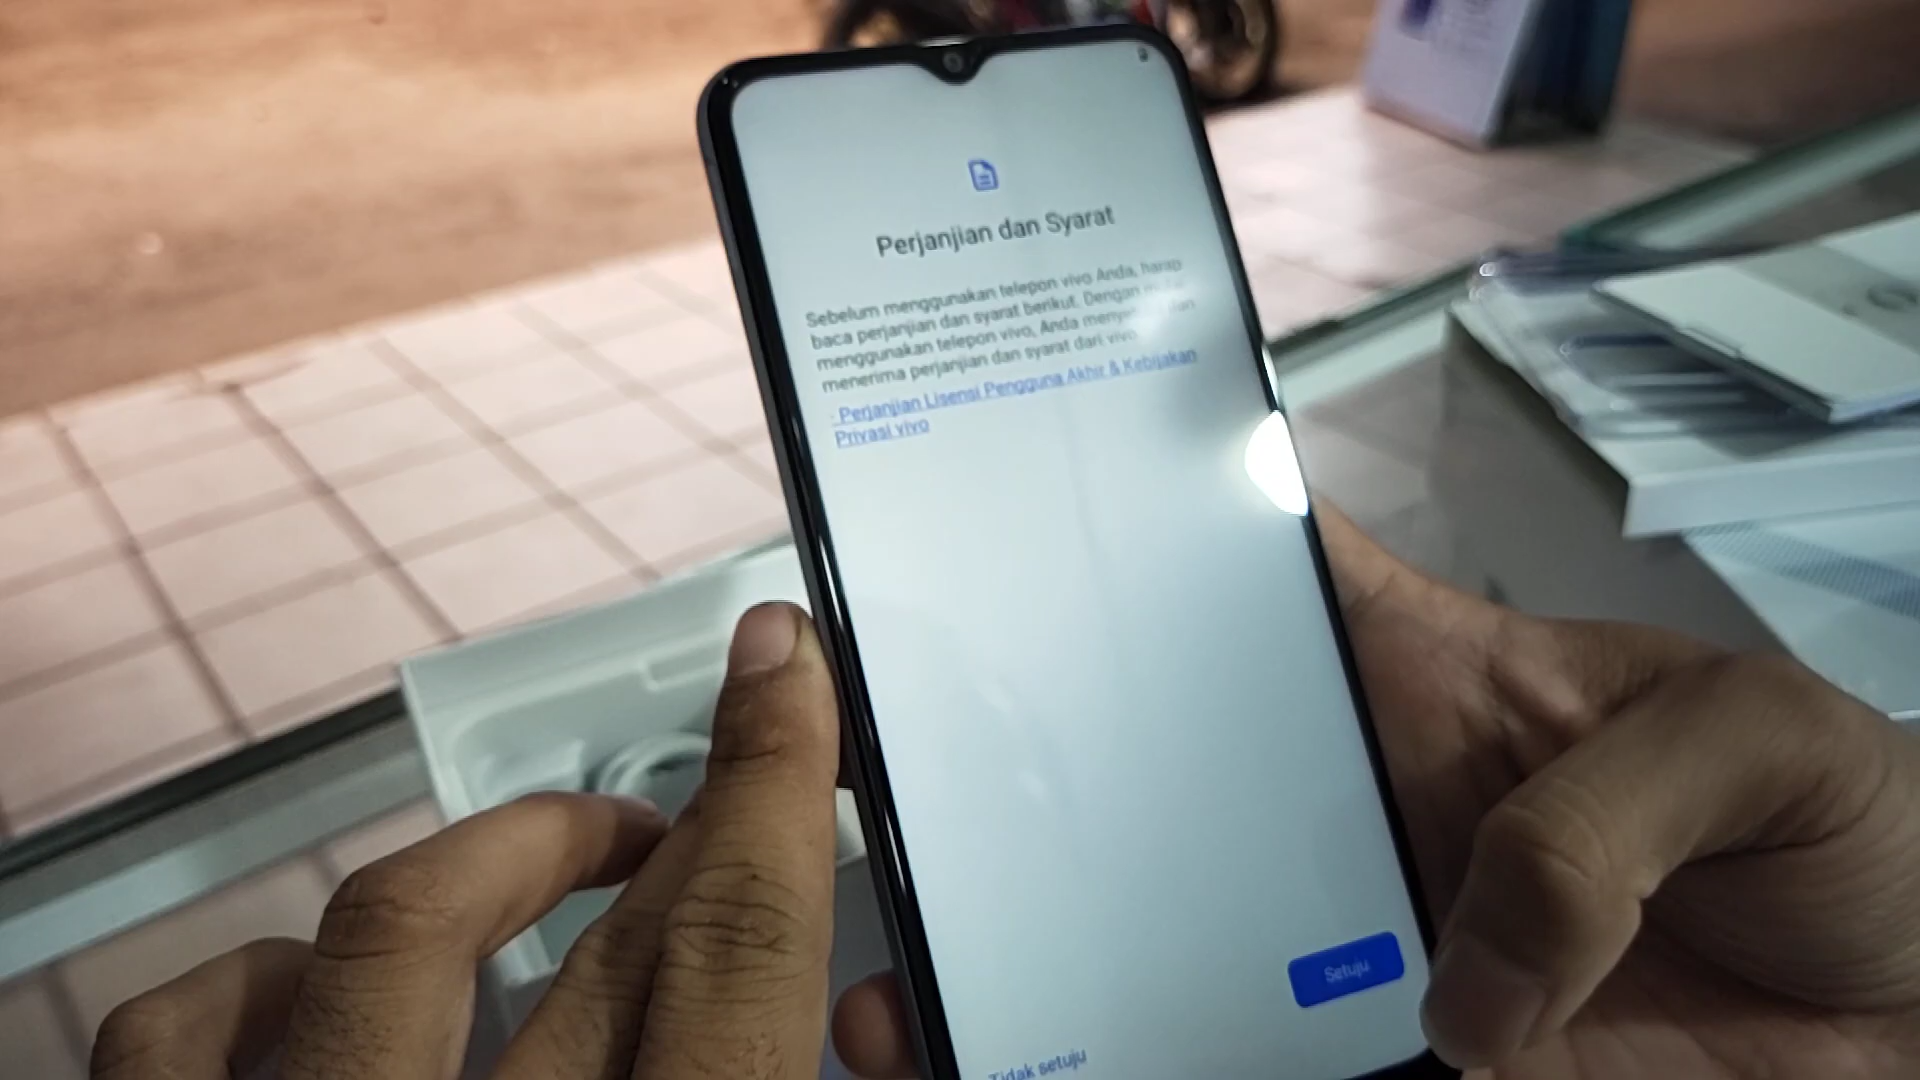 Perjanjian dan Syarat
Sebelum menggunakan telepon vivo Anda, harap
baca perjanjian dan syarat berikut. Dengan
menggunakan telepon vivo, Anda dan
menerima perjanjian dan syarat dari vivo
· Perjanjian Lisensi Pengguna Akhir & Kebijakan
Privasi vivo
Setuju
Tidak setuju